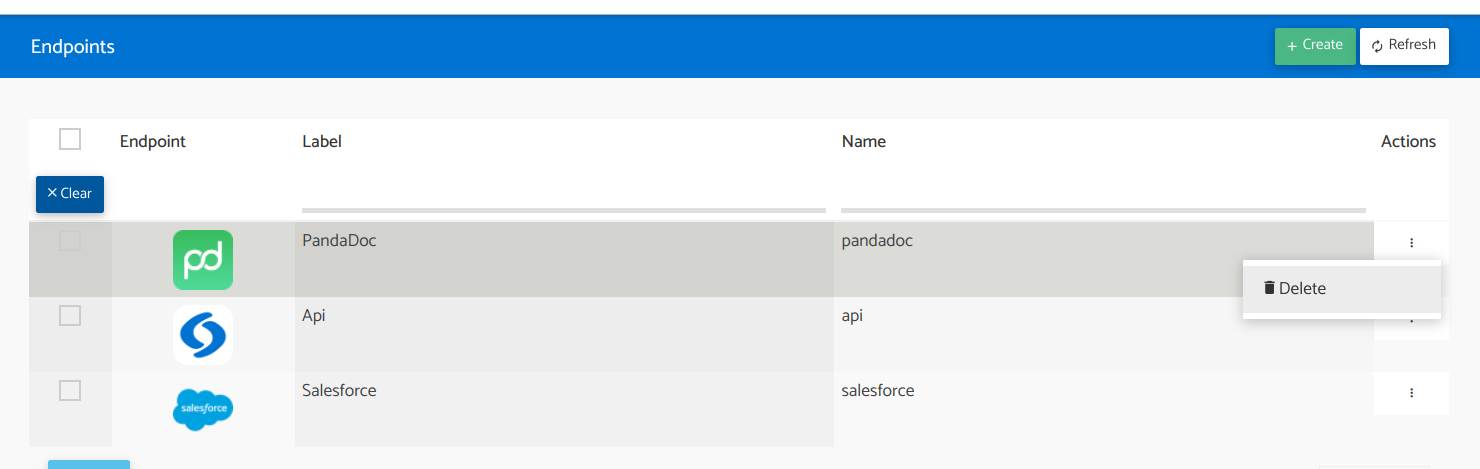 Endpoints
Create
Refresh
Endpoint Label Name Actions
Clear
pd PandaDoc pandadoc
Delete
Api api
salesforce Salesforce salesforce